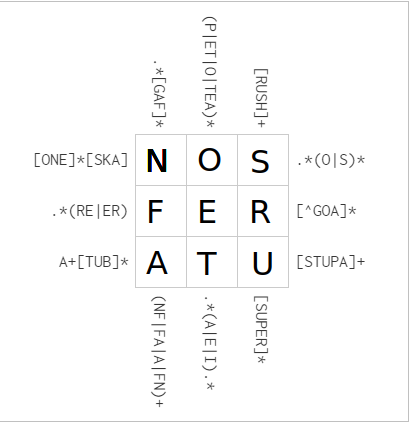 .*[GAF]*
(P|ET|O|TEA)*
[RUSH]+
[ONE]*[SKA] N O S .*(O|S)*
.*(RE|ER) F E R [^GOA]*
A+[TUB]* A T U [STUPA]+
(NF|FA|A|FN)+
.*(A|E|I).*
[SUPER]*